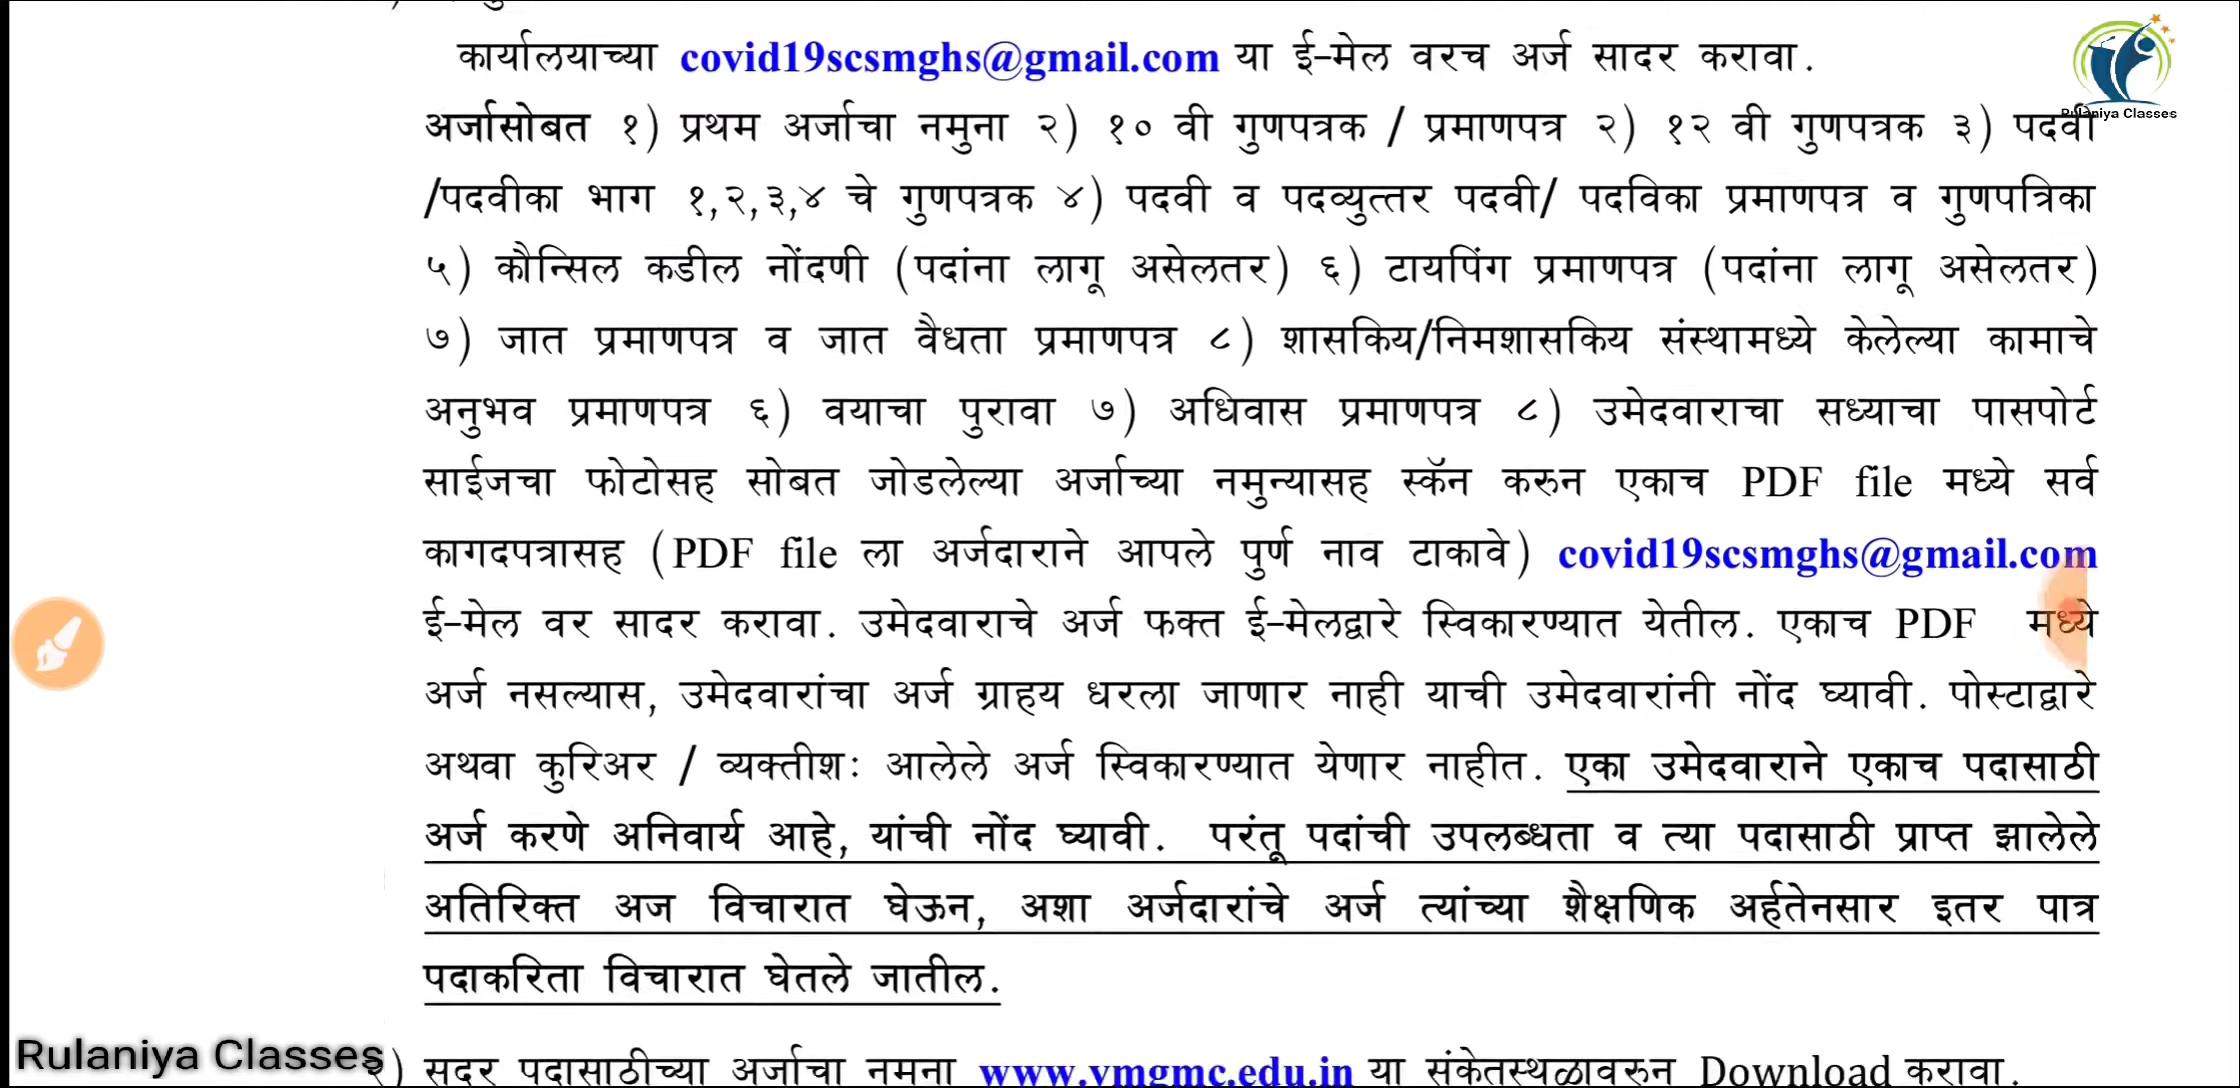 कार्यालयाच्या covid19scsmghs@gmail.com या ई-मेल वरच अर्ज सादर करावा.
Rulaniya Classes
अर्जासोबत १) प्रथम अर्जाचा नमुना २) १० वी गुणपत्रक / प्रमाणपत्र २) १२ वी गुणपत्रक ३) पदवी
/पदवीका भाग १,२,३,४ चे गुणपत्रक ४) पदवी व पदव्युत्तर पदवी/ पदविका प्रमाणपत्र व गुणपत्रिका
५) कौन्सिल कडील नोंदणी (पदांना लागू असेलतर) ६) टायपिंग प्रमाणपत्र (पदांना लागू असेलतर)
७) जात प्रमाणपत्र व जात वैधता प्रमाणपत्र ८) शासकिय/निमशासकिय संस्थामध्ये केलेल्या कामाचे
अनुभव प्रमाणपत्र ६) वयाचा पुरावा ७) अधिवास प्रमाणपत्र ८) उमेदवाराचा सध्याचा पासपोर्ट
साईजचा फोटोसह सोबत जोडलेल्या अर्जाच्या नमुन्यासह स्कॅन करुन एकाच PDF file मध्ये सर्व
कागदपत्रासह (PDF file ला अर्जदाराने आपले पुर्ण नाव टाकावे) covid19scsmghs@gmail.com
ई-मेल वर सादर करावा. उमेदवाराचे अर्ज फक्त ई-मेलद्वारे स्विकारण्यात येतील. एकाच PDF मध्ये
अर्ज नसल्यास, उमेदवारांचा अर्ज ग्राहय धरला जाणार नाही याची उमेदवारांनी नोंद घ्यावी. पोस्टाद्वारे
अथवा कुरिअर / व्यक्तीशः आलेले अर्ज स्विकारण्यात येणार नाहीत. एका उमेदवाराने एकाच पदासाठी
अर्ज करणे अनिवार्य आहे, यांची नोंद घ्यावी. परंतू पदांची उपलब्धता व त्या पदासाठी प्राप्त झालेले
अतिरिक्त अज विचारात घेऊन, अशा अर्जदारांचे अर्ज त्यांच्या शैक्षणिक अर्हतेनसार इतर पात्र
पदाकरिता विचारात घेतले जातील.
Rulaniya Classes
सदर पदासाठीच्या अर्जाचा नमना www.vmgmc.edu.in या संकेतस्थळावरुन Download करावा.